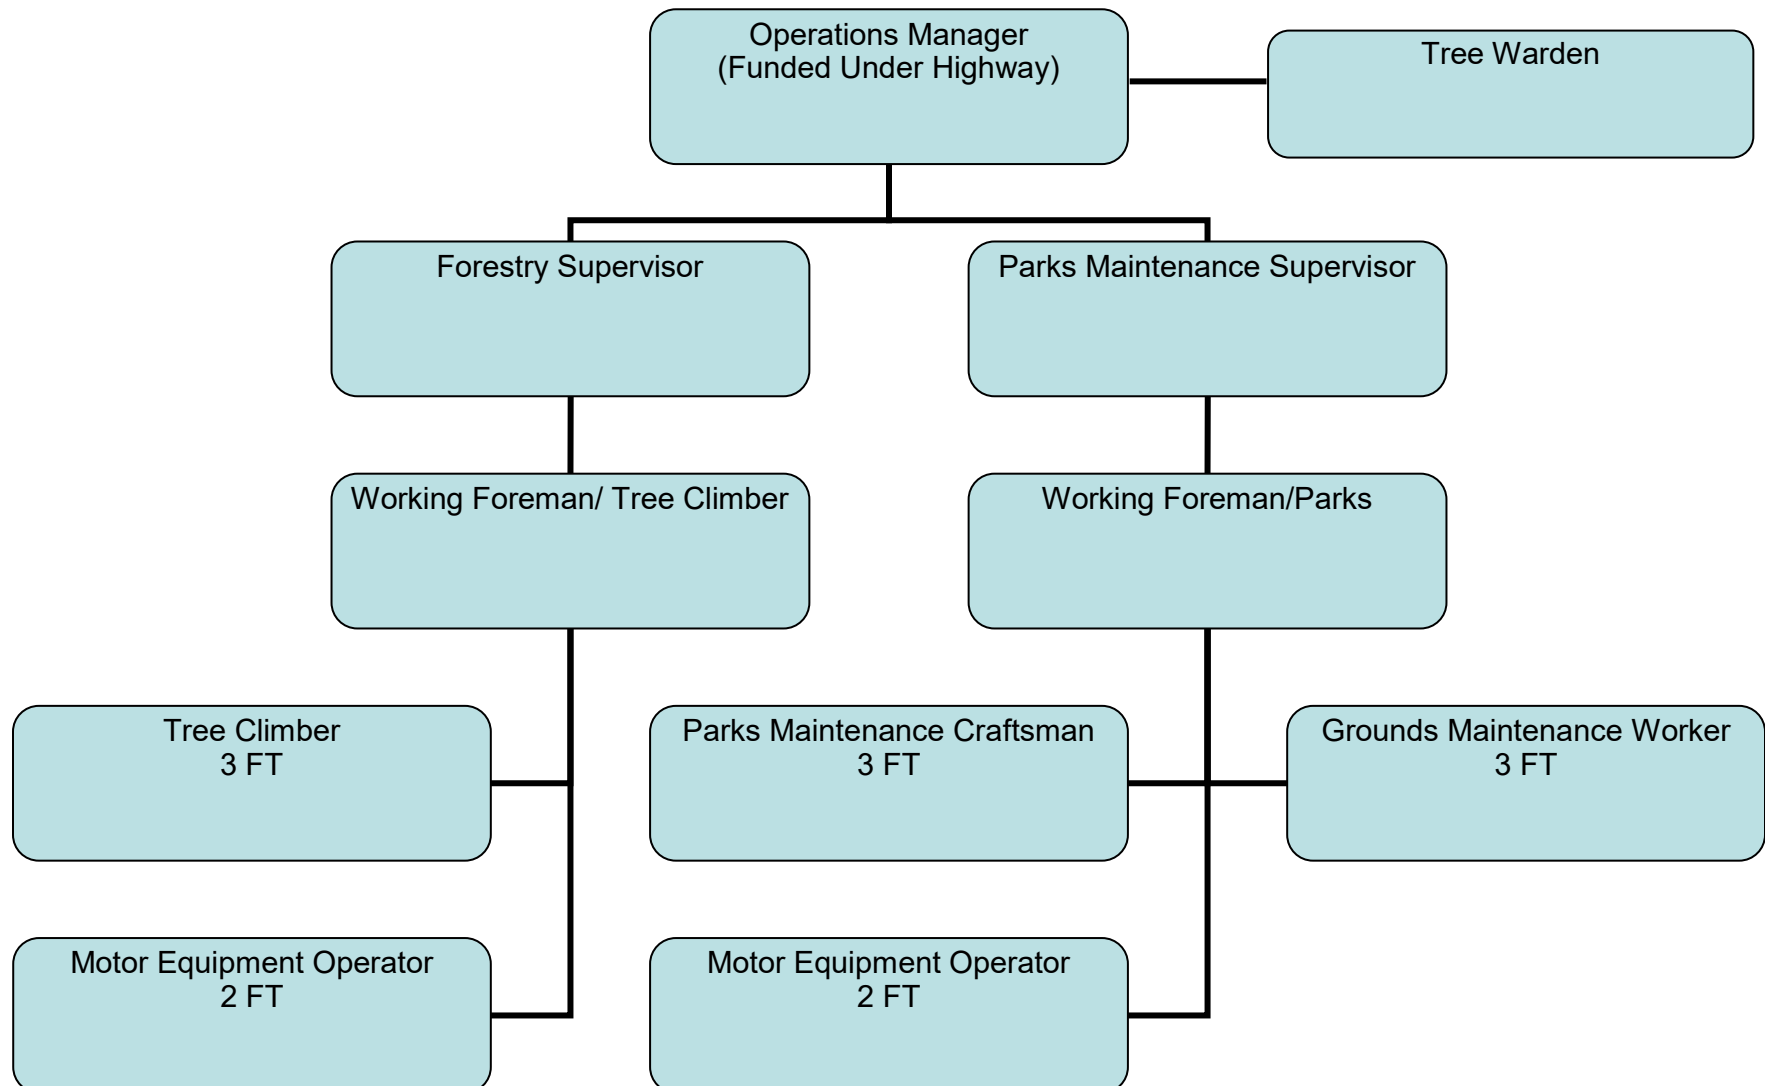 Operations Manager
(Funded Under Highway)
Tree Warden
Forestry Supervisor
Parks Maintenance Supervisor
Working Foreman/ Tree Climber
Working Foreman/Parks
Tree Climber
3 FT
Parks Maintenance Craftsman
3 FT
Grounds Maintenance Worker
3 FT
Motor Equipment Operator
2 FT
Motor Equipment Operator
2 FT